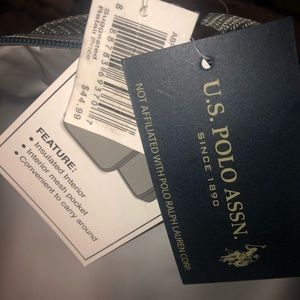 Suggested
Retail Price
$44.99
FEATURE:
• Insulated Interior
• Interior mesh pocket
• Convenient to carry around
U.S. POLO ASSN.
SINCE 1890
NOT AFFILIATED WITH POLO RALPH LAUREN CORP.